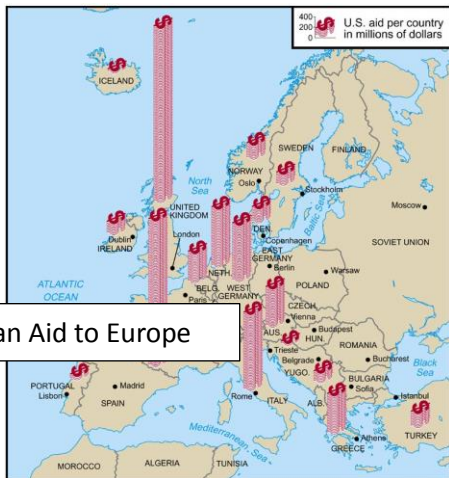 400
200
0
U.S. aid per country
in millions of dollars
ICELAND
SWEDEN
FINLAND
NORWAY
Oslo
Stockholm
North
Sea
Baltic Sea
Moscow
UNITED
KINGDOM
London
Dublin
IRELAND
DEN.
Copenhagen
SOVIET UNION
EAST
GERMANY
Berlin
Warsaw
POLAND
NETH.
BELG.
WEST
GERMANY
ATLANTIC
OCEAN
Paris
CZECH.
Vienna
an Aid to Europe
AUS.
Budapest
HUN.
ROMANIA
Trieste
Belgrade
Bucharest
Black
Sea
YUGO.
BULGARIA
Sofia
PORTUGAL
Lisbon
Madrid
SPAIN
Rome
ITALY
ALB.
Istanbul
TURKEY
Athens
GREECE
Mediterranean Sea
MOROCCO
ALGERIA
TUNISIA